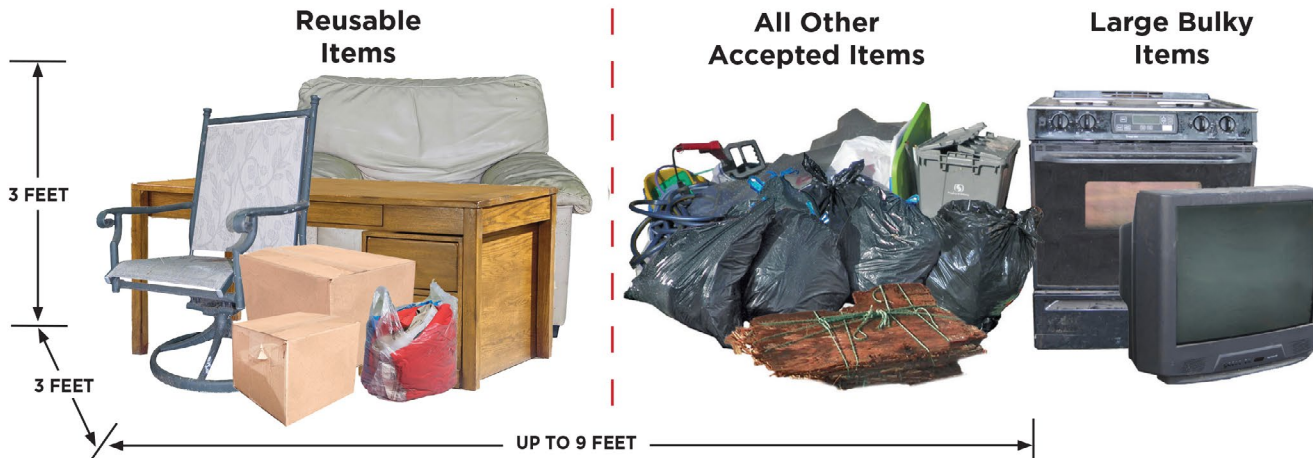 Reusable
Items
All Other
Accepted Items
Large Bulky
Items
3 FEET
3 FEET
UP TO 9 FEET